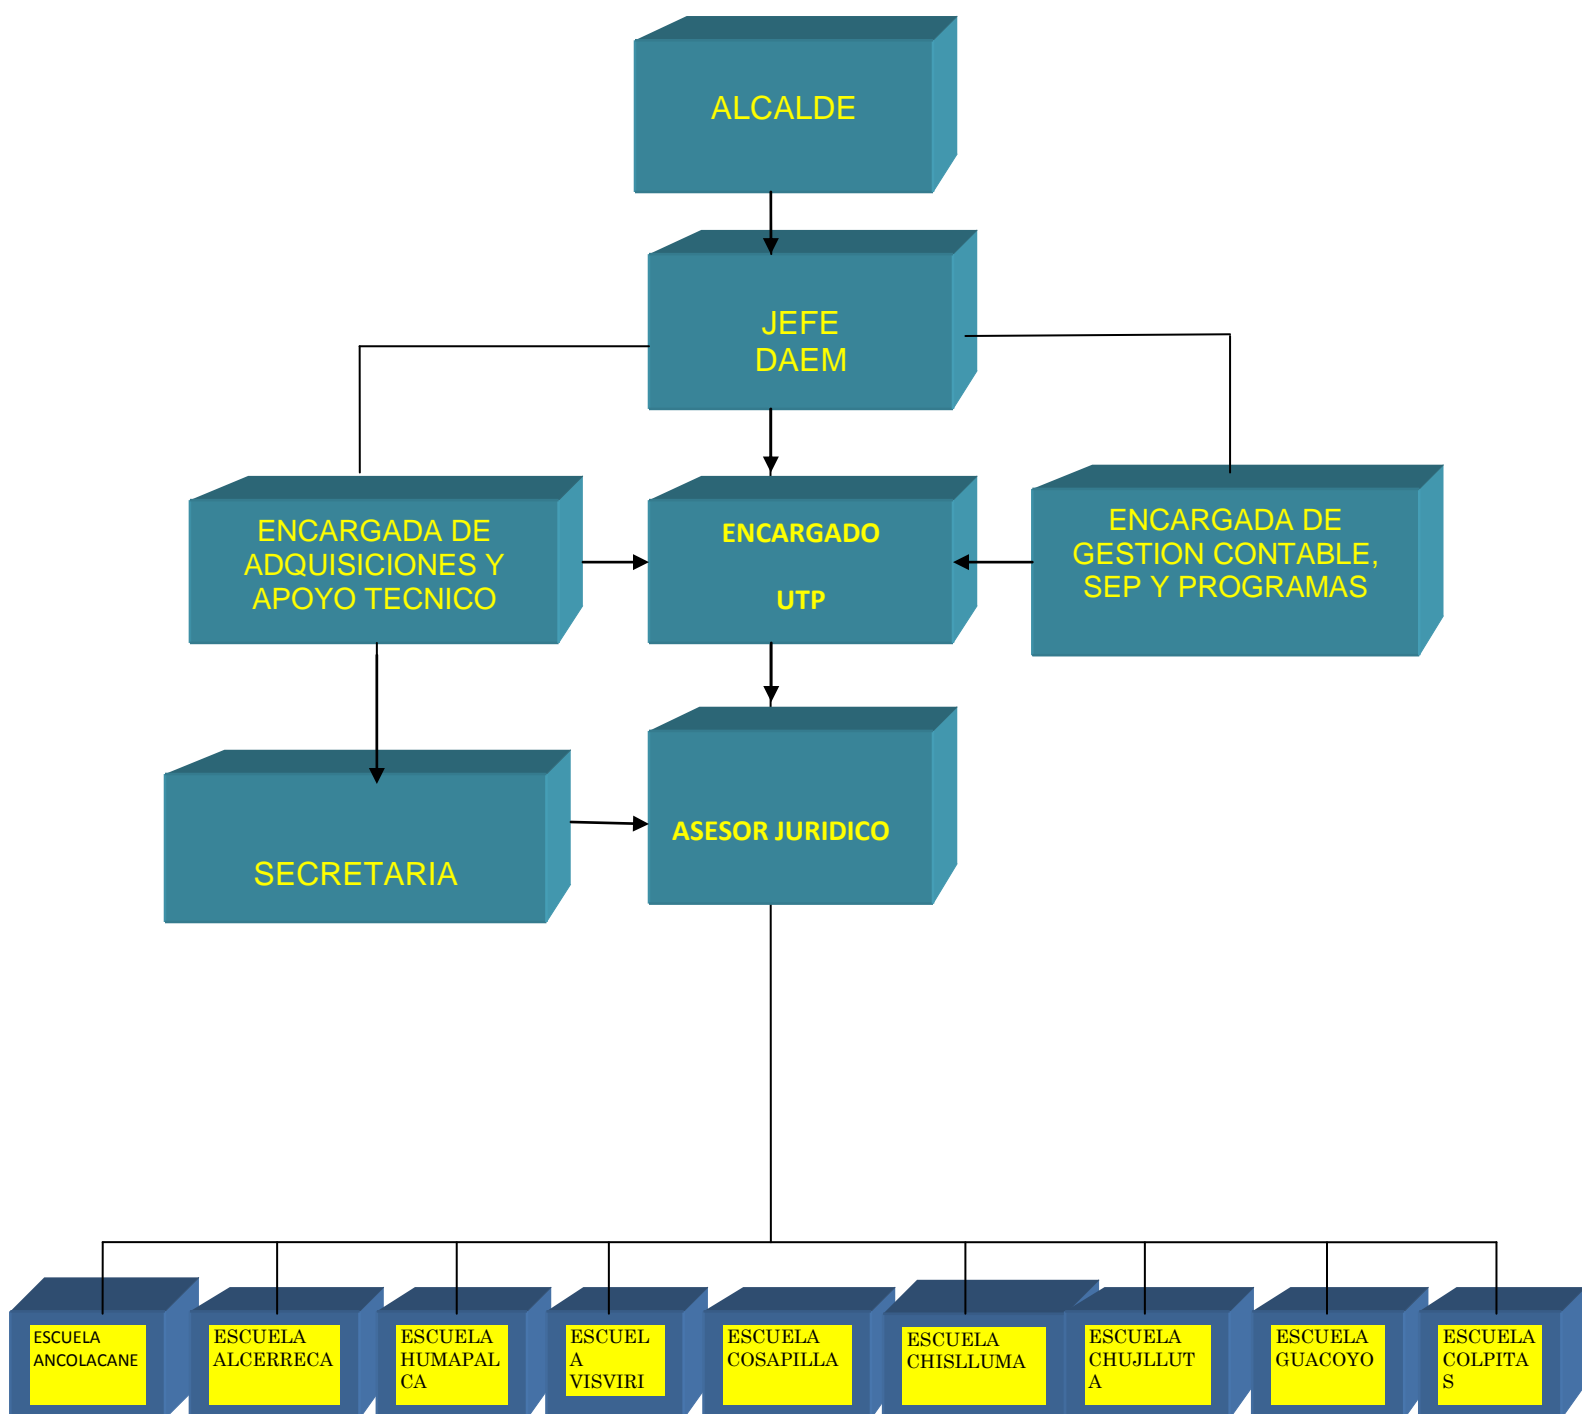 ALCALDE
JEFE
DAEM
ENCARGADA DE
ADQUISICIONES Y
APOYO TECNICO
ENCARGADO
UTP
ENCARGADA DE
GESTION CONTABLE,
SEP Y PROGRAMAS
SECRETARIA
ASESOR JURIDICO
ESCUELA
ANCOLACANE
ESCUELA
ALCERRECA
ESCUELA
HUMAPAL
CA
ESCUEL
A
VISVIRI
ESCUELA
COSAPILLA
ESCUELA
CHISLLUMA
ESCUELA
CHUJLLUT
A
ESCUELA
GUACOYO
ESCUELA
COLPITA
S